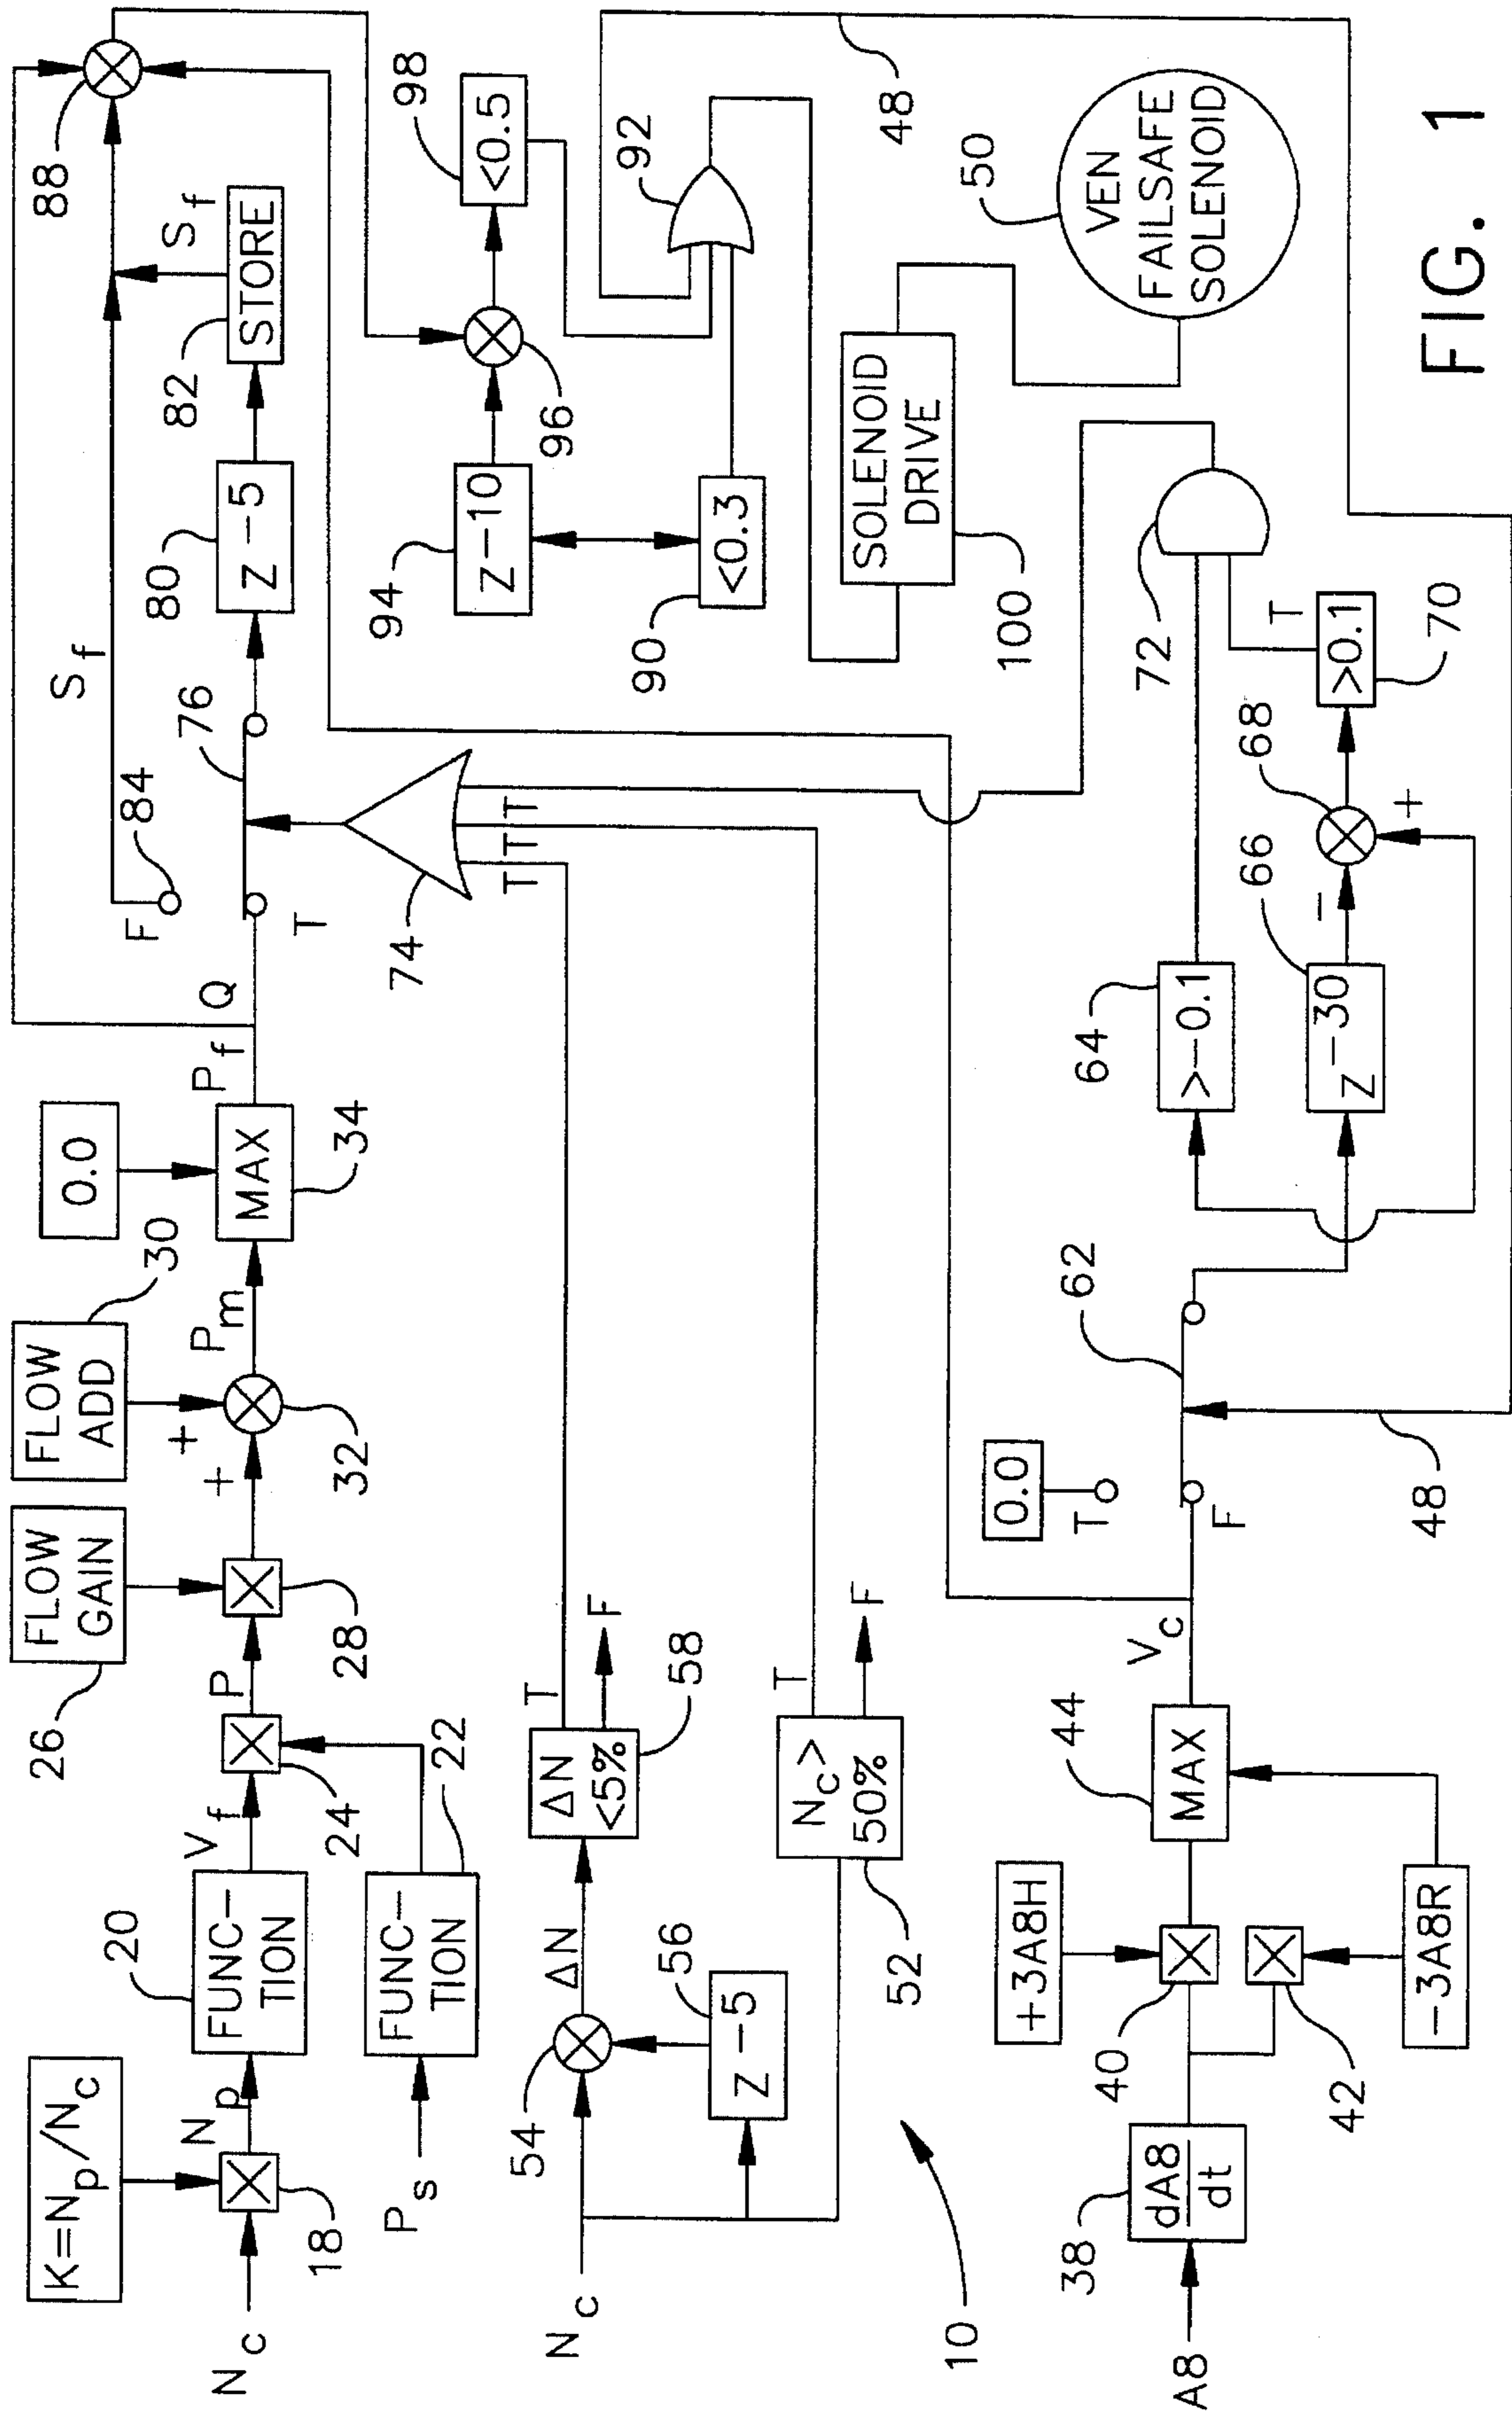 K=Np/Nc
Nc
18
Np
20
FUNC-
TION
Vf
24
Ps
FUNC-
TION
22
P
FLOW
GAIN
26
28
+
+
FLOW
ADD
30
32
Pm
0.0
MAX
34
Pf
Q
F
84
T
76
Sf
80
Z-5
82
STORE
Sf
88
74
T
T
T
Nc
54
ΔN
56
Z-5
ΔN
<5%
T
F
58
Nc>
50%
T
F
52
94
Z-10
96
<0.5
98
90
<0.3
92
48
SOLENOID
DRIVE
100
VEN
FAILSAFE
SOLENOID
50
10
A8
38
dA8
dt
40
42
+3A8H
-3A8R
MAX
44
Vc
0.0
T
F
62
48
64
>-0.1
66
Z-30
-
+
68
>0.1
70
T
72
FIG. 1